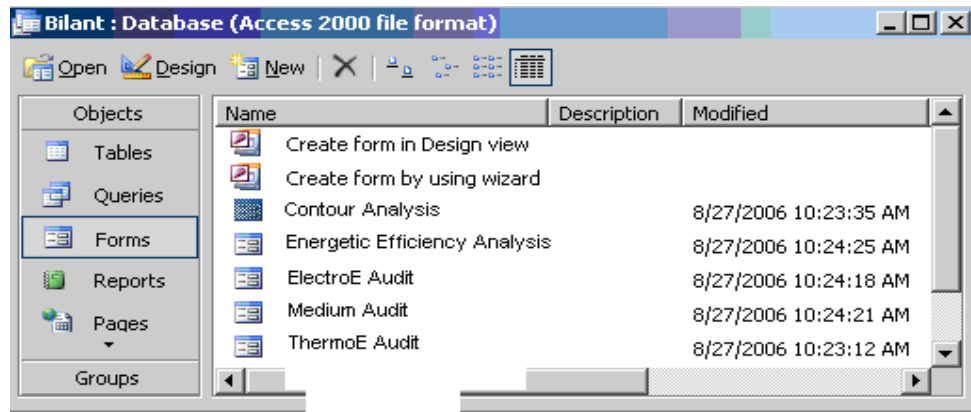 Bilant : Database (Access 2000 file format)
Open Design New
Objects
Tables
Queries
Forms
Reports
Pages
Groups
Name Description Modified
Create form in Design view
Create form by using wizard
Contour Analysis 8/27/2006 10:23:35 AM
Energetic Efficiency Analysis 8/27/2006 10:24:25 AM
ElectroE Audit 8/27/2006 10:24:18 AM
Medium Audit 8/27/2006 10:24:21 AM
ThermoE Audit 8/27/2006 10:23:12 AM